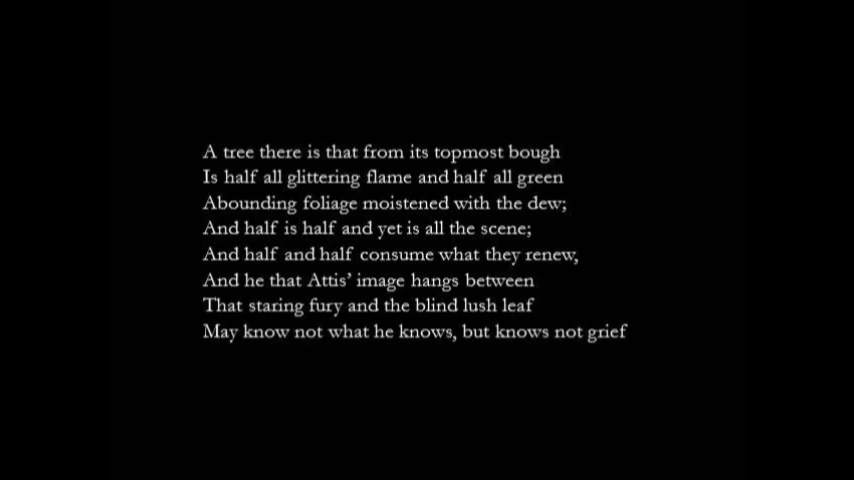 A tree there is that from its topmost bough
Is half all glittering flame and half all green
Abounding foliage moistened with the dew;
And half is half and yet is all the scene;
And half and half consume what they renew,
And he that Attis’ image hangs between
That staring fury and the blind lush leaf
May know not what he knows, but knows not grief